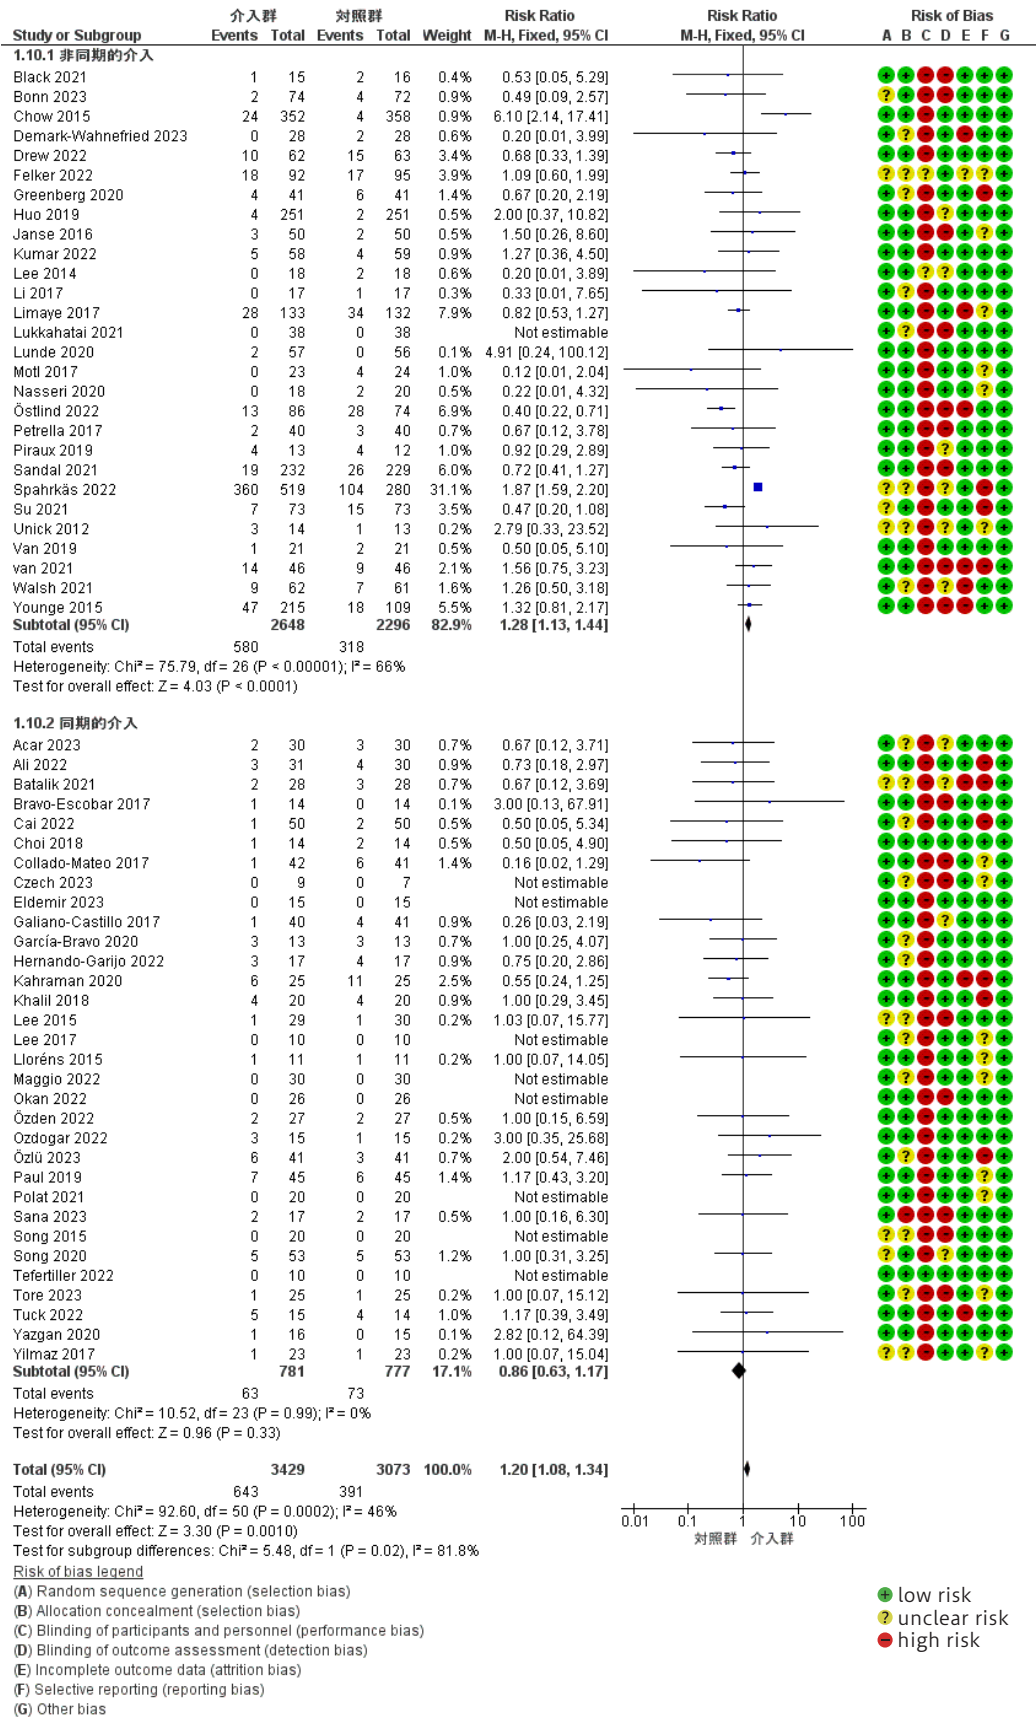 介入群 対照群 Risk Ratio Risk Ratio Risk of Bias
Study or Subgroup Events Total Events Total Weight M-H, Fixed, 95% CI M-H, Fixed, 95% CI A B C D E F G
1.10.1 非同期的介入
Black 2021 1 15 2 16 0.4% 0.53 [0.05, 5.29] + + - - + + +
Bonn 2023 2 74 4 72 0.9% 0.49 [0.09, 2.57] ? + - - + + +
Chow 2015 24 352 4 358 0.9% 6.10 [2.14, 17.41] + + - + + + +
Demark-Wahnefried 2023 0 28 2 28 0.6% 0.20 [0.01, 3.99] + ? - + - + +
Drew 2022 10 62 15 63 3.4% 0.68 [0.33, 1.39] + + - + + + +
Felker 2022 18 92 17 95 3.9% 1.09 [0.60, 1.99] ? ? ? + ? ? +
Greenberg 2020 4 41 6 41 1.4% 0.67 [0.20, 2.19] + ? - + + - +
Huo 2019 4 251 2 251 0.5% 2.00 [0.37, 10.82] + + - ? + + +
Janse 2016 3 50 2 50 0.5% 1.50 [0.26, 8.60] + + - - + ? +
Kumar 2022 5 58 4 59 0.9% 1.27 [0.36, 4.50] + + - + + + +
Lee 2014 0 18 2 18 0.6% 0.20 [0.01, 3.89] + + ? ? + + +
Li 2017 0 17 1 17 0.3% 0.33 [0.01, 7.65] + ? - + + + +
Limaye 2017 28 133 34 132 7.9% 0.82 [0.53, 1.27] + + - + - ? +
Lukkahatai 2021 0 38 0 38 Not estimable + ? - - + + +
Lunde 2020 2 57 0 56 0.1% 4.91 [0.24, 100.12] + + - + + + +
Motl 2017 0 23 4 24 1.0% 0.12 [0.01, 2.04] + + - + + ? +
Nasseri 2020 0 18 2 20 0.5% 0.22 [0.01, 4.32] + + - + + ? +
Östlind 2022 13 86 28 74 6.9% 0.40 [0.22, 0.71] + + - - - + +
Petrella 2017 2 40 3 40 0.7% 0.67 [0.12, 3.78] + + - - + + +
Piraux 2019 4 13 4 12 1.0% 0.92 [0.29, 2.89] + + - ? + + +
Sandal 2021 19 232 26 229 6.0% 0.72 [0.41, 1.27] + + - - + + +
Spahrkäs 2022 360 519 104 280 31.1% 1.87 [1.59, 2.20] ? ? - ? + - +
Su 2021 7 73 15 73 3.5% 0.47 [0.20, 1.08] ? + - + + - +
Unick 2012 3 14 1 13 0.2% 2.79 [0.33, 23.52] ? ? - ? + ? +
Van 2019 1 21 2 21 0.5% 0.50 [0.05, 5.10] + + - + + + +
van 2021 14 46 9 46 2.1% 1.56 [0.75, 3.23] + + - - - - +
Walsh 2021 9 62 7 61 1.6% 1.26 [0.50, 3.18] + ? - ? - + +
Younge 2015 47 215 18 109 5.5% 1.32 [0.81, 2.17] + + - - - + +
Subtotal (95% CI) 2648 2296 82.9% 1.28 [1.13, 1.44]
Total events 580 318
Heterogeneity: Chi² = 75.79, df = 26 (P < 0.00001); I² = 66%
Test for overall effect: Z = 4.03 (P < 0.0001)
1.10.2 同期的介入
Acar 2023 2 30 3 30 0.7% 0.67 [0.12, 3.71] + ? - ? + + +
Ali 2022 3 31 4 30 0.9% 0.73 [0.18, 2.97] + + - + + - +
Batalik 2021 2 28 3 28 0.7% 0.67 [0.12, 3.69] ? ? - + - - +
Bravo-Escobar 2017 1 14 0 14 0.1% 3.00 [0.13, 67.91] + + - - + + +
Cai 2022 1 50 2 50 0.5% 0.50 [0.05, 5.34] + ? - + + - +
Choi 2018 1 14 2 14 0.5% 0.50 [0.05, 4.90] + + + + + + +
Collado-Mateo 2017 1 42 6 41 1.4% 0.16 [0.02, 1.29] + + - - + ? +
Czech 2023 0 9 0 7 Not estimable + ? - - + ? +
Eldemir 2023 0 15 0 15 Not estimable + + - + + + +
Galiano-Castillo 2017 1 40 4 41 0.9% 0.26 [0.03, 2.19] + + - ? + + +
García-Bravo 2020 3 13 3 13 0.7% 1.00 [0.25, 4.07] + ? - + + + +
Hernando-Garijo 2022 3 17 4 17 0.9% 0.75 [0.20, 2.86] + ? - + + + +
Kahraman 2020 6 25 11 25 2.5% 0.55 [0.24, 1.25] + + - + - - +
Khalil 2018 4 20 4 20 0.9% 1.00 [0.29, 3.45] + + - + + - +
Lee 2015 1 29 1 30 0.2% 1.03 [0.07, 15.77] ? ? - - + + +
Lee 2017 0 10 0 10 Not estimable + ? - + + ? +
Lloréns 2015 1 11 1 11 0.2% 1.00 [0.07, 14.05] + + - + + ? +
Maggio 2022 0 30 0 30 Not estimable + ? - + + ? +
Okan 2022 0 26 0 26 Not estimable + + - - + + +
Özden 2022 2 27 2 27 0.5% 1.00 [0.15, 6.59] + + - + + + +
Ozdogar 2022 3 15 1 15 0.2% 3.00 [0.35, 25.68] + + - + + + +
Özlü 2023 6 41 3 41 0.7% 2.00 [0.54, 7.46] + ? - + + - +
Paul 2019 7 45 6 45 1.4% 1.17 [0.43, 3.20] + + - + + ? +
Polat 2021 0 20 0 20 Not estimable + + - + + ? +
Sana 2023 2 17 2 17 0.5% 1.00 [0.16, 6.30] + - - - + + +
Song 2015 0 20 0 20 Not estimable ? ? - - + + +
Song 2020 5 53 5 53 1.2% 1.00 [0.31, 3.25] ? + - ? + + +
Tefertiller 2022 0 10 0 10 Not estimable + + + + + + +
Tore 2023 1 25 1 25 0.2% 1.00 [0.07, 15.12] + ? - - + ? +
Tuck 2022 5 15 4 14 1.0% 1.17 [0.39, 3.49] + + - + - + +
Yazgan 2020 1 16 0 15 0.1% 2.82 [0.12, 64.39] + + - + + + +
Yilmaz 2017 1 23 1 23 0.2% 1.00 [0.07, 15.04] ? ? - + + ? +
Subtotal (95% CI) 781 777 17.1% 0.86 [0.63, 1.17]
Total events 63 73
Heterogeneity: Chi² = 10.52, df = 23 (P = 0.99); I² = 0%
Test for overall effect: Z = 0.96 (P = 0.33)
Total (95% CI) 3429 3073 100.0% 1.20 [1.08, 1.34]
Total events 643 391
Heterogeneity: Chi² = 92.60, df = 50 (P = 0.0002); I² = 46%
Test for overall effect: Z = 3.30 (P = 0.0010)
Test for subgroup differences: Chi² = 5.48, df = 1 (P = 0.02), I² = 81.8%
0.01 0.1 1 10 100
対照群 介入群
Risk of bias legend
(A) Random sequence generation (selection bias)
(B) Allocation concealment (selection bias)
(C) Blinding of participants and personnel (performance bias)
(D) Blinding of outcome assessment (detection bias)
(E) Incomplete outcome data (attrition bias)
(F) Selective reporting (reporting bias)
(G) Other bias
+ low risk
? unclear risk
- high risk